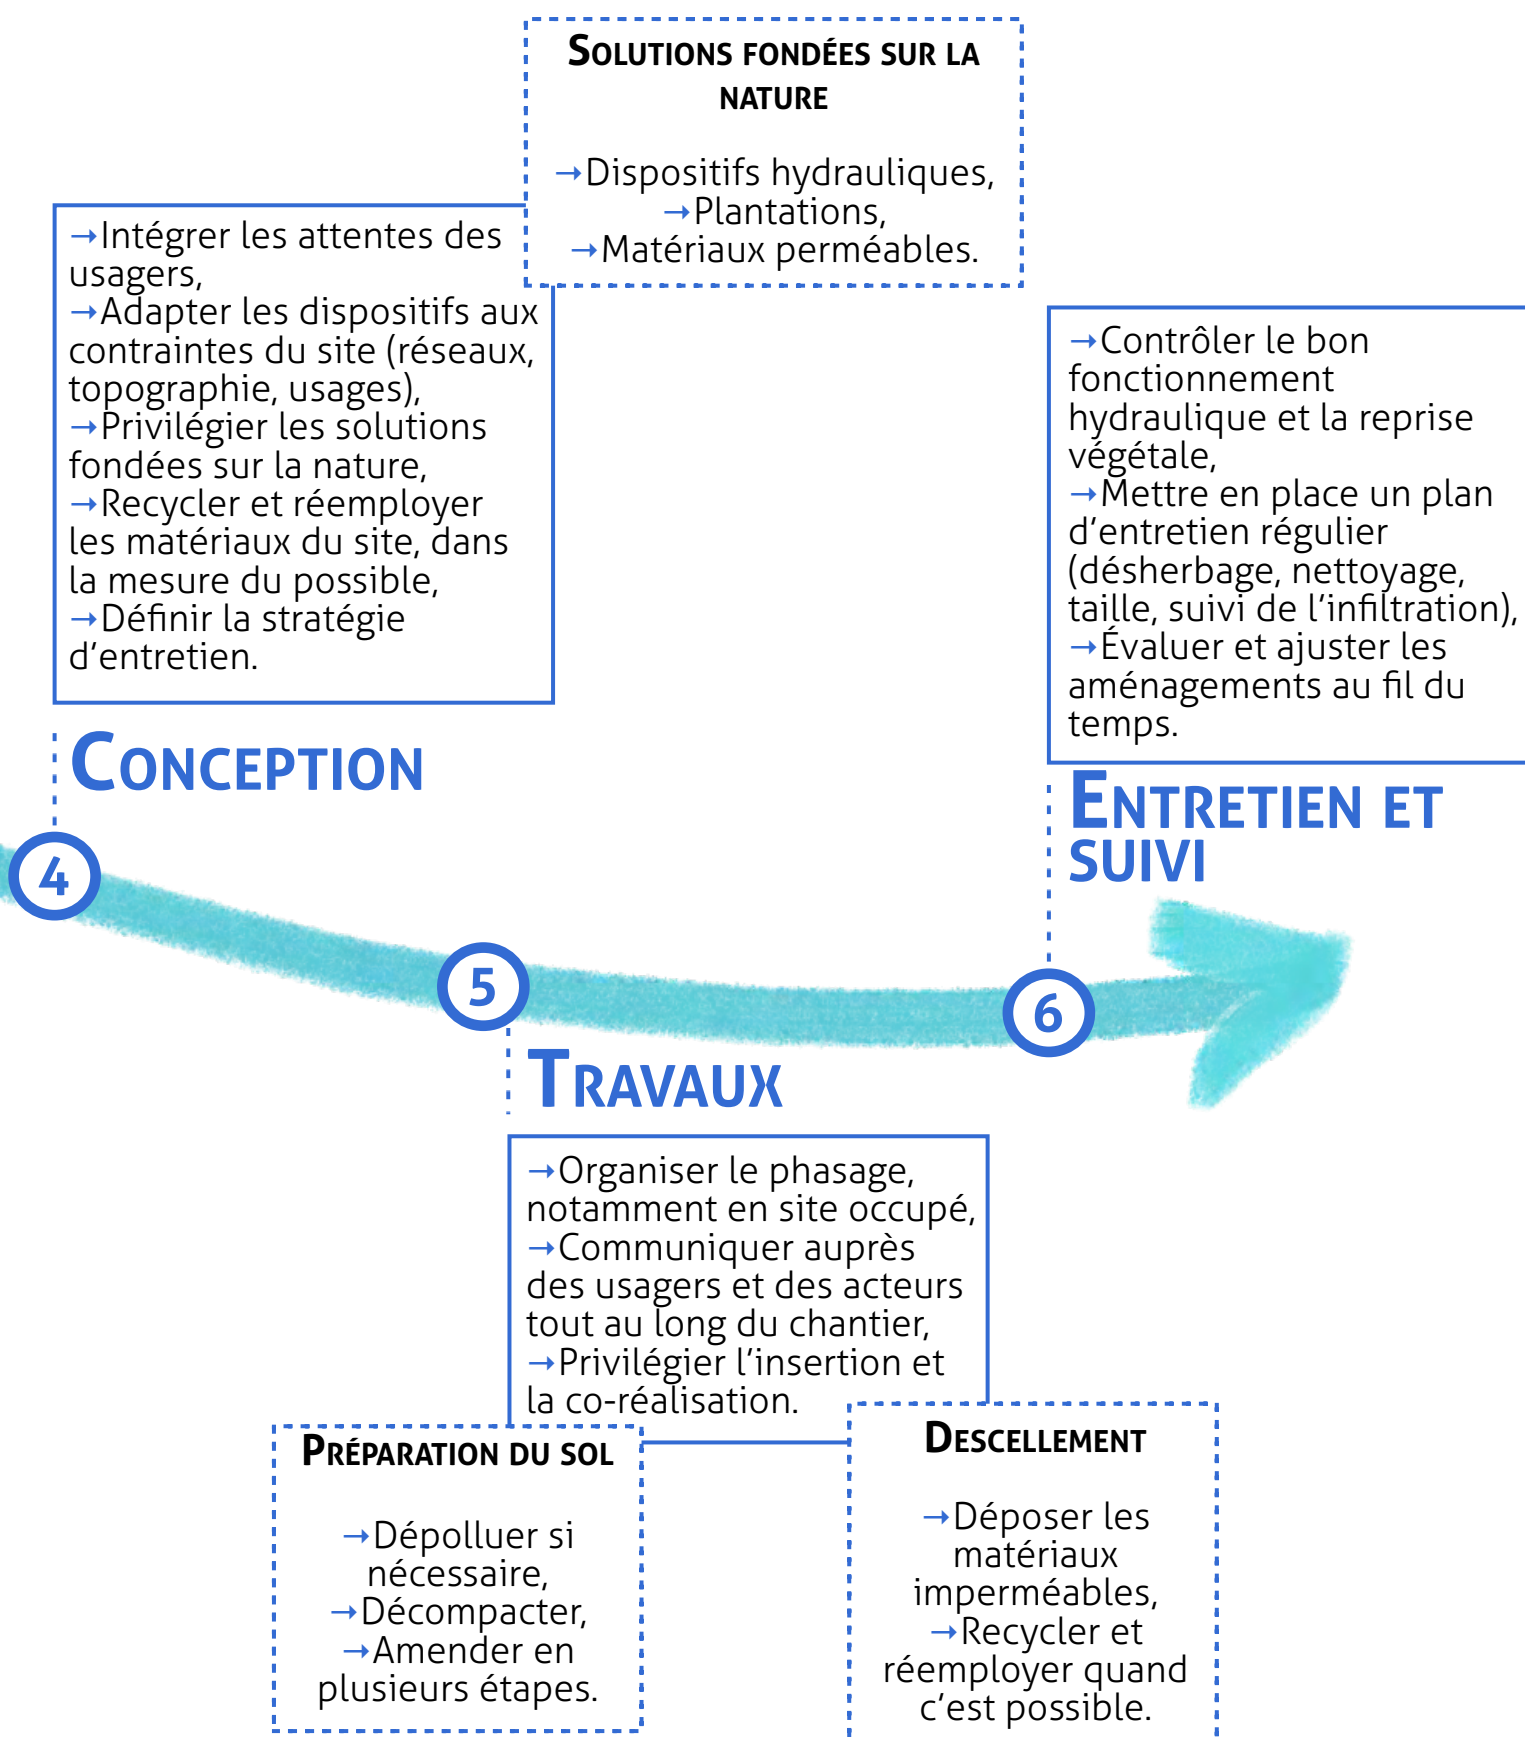 Solutions fondées sur la
nature
→Dispositifs hydrauliques,
→Plantations,
→Matériaux perméables.
→Intégrer les attentes des
usagers,
→Adapter les dispositifs aux
contraintes du site (réseaux,
topographie, usages),
→Privilégier les solutions
fondées sur la nature,
→Recycler et réemployer
les matériaux du site, dans
la mesure du possible,
→Définir la stratégie
d’entretien.
Conception
4
5
Travaux
→Organiser le phasage,
notamment en site occupé,
→Communiquer auprès
des usagers et des acteurs
tout au long du chantier,
→Privilégier l’insertion et
la co-réalisation.
Préparation du sol
→Dépolluer si
nécessaire,
→Décompacter,
→Amender en
plusieurs étapes.
Descellement
→Déposer les
matériaux
imperméables,
→Recycler et
réemployer quand
c’est possible.
→Contrôler le bon
fonctionnement
hydraulique et la reprise
végétale,
→Mettre en place un plan
d’entretien régulier
(désherbage, nettoyage,
taille, suivi de l’infiltration),
→Évaluer et ajuster les
aménagements au fil du
temps.
Entretien et
suivi
6